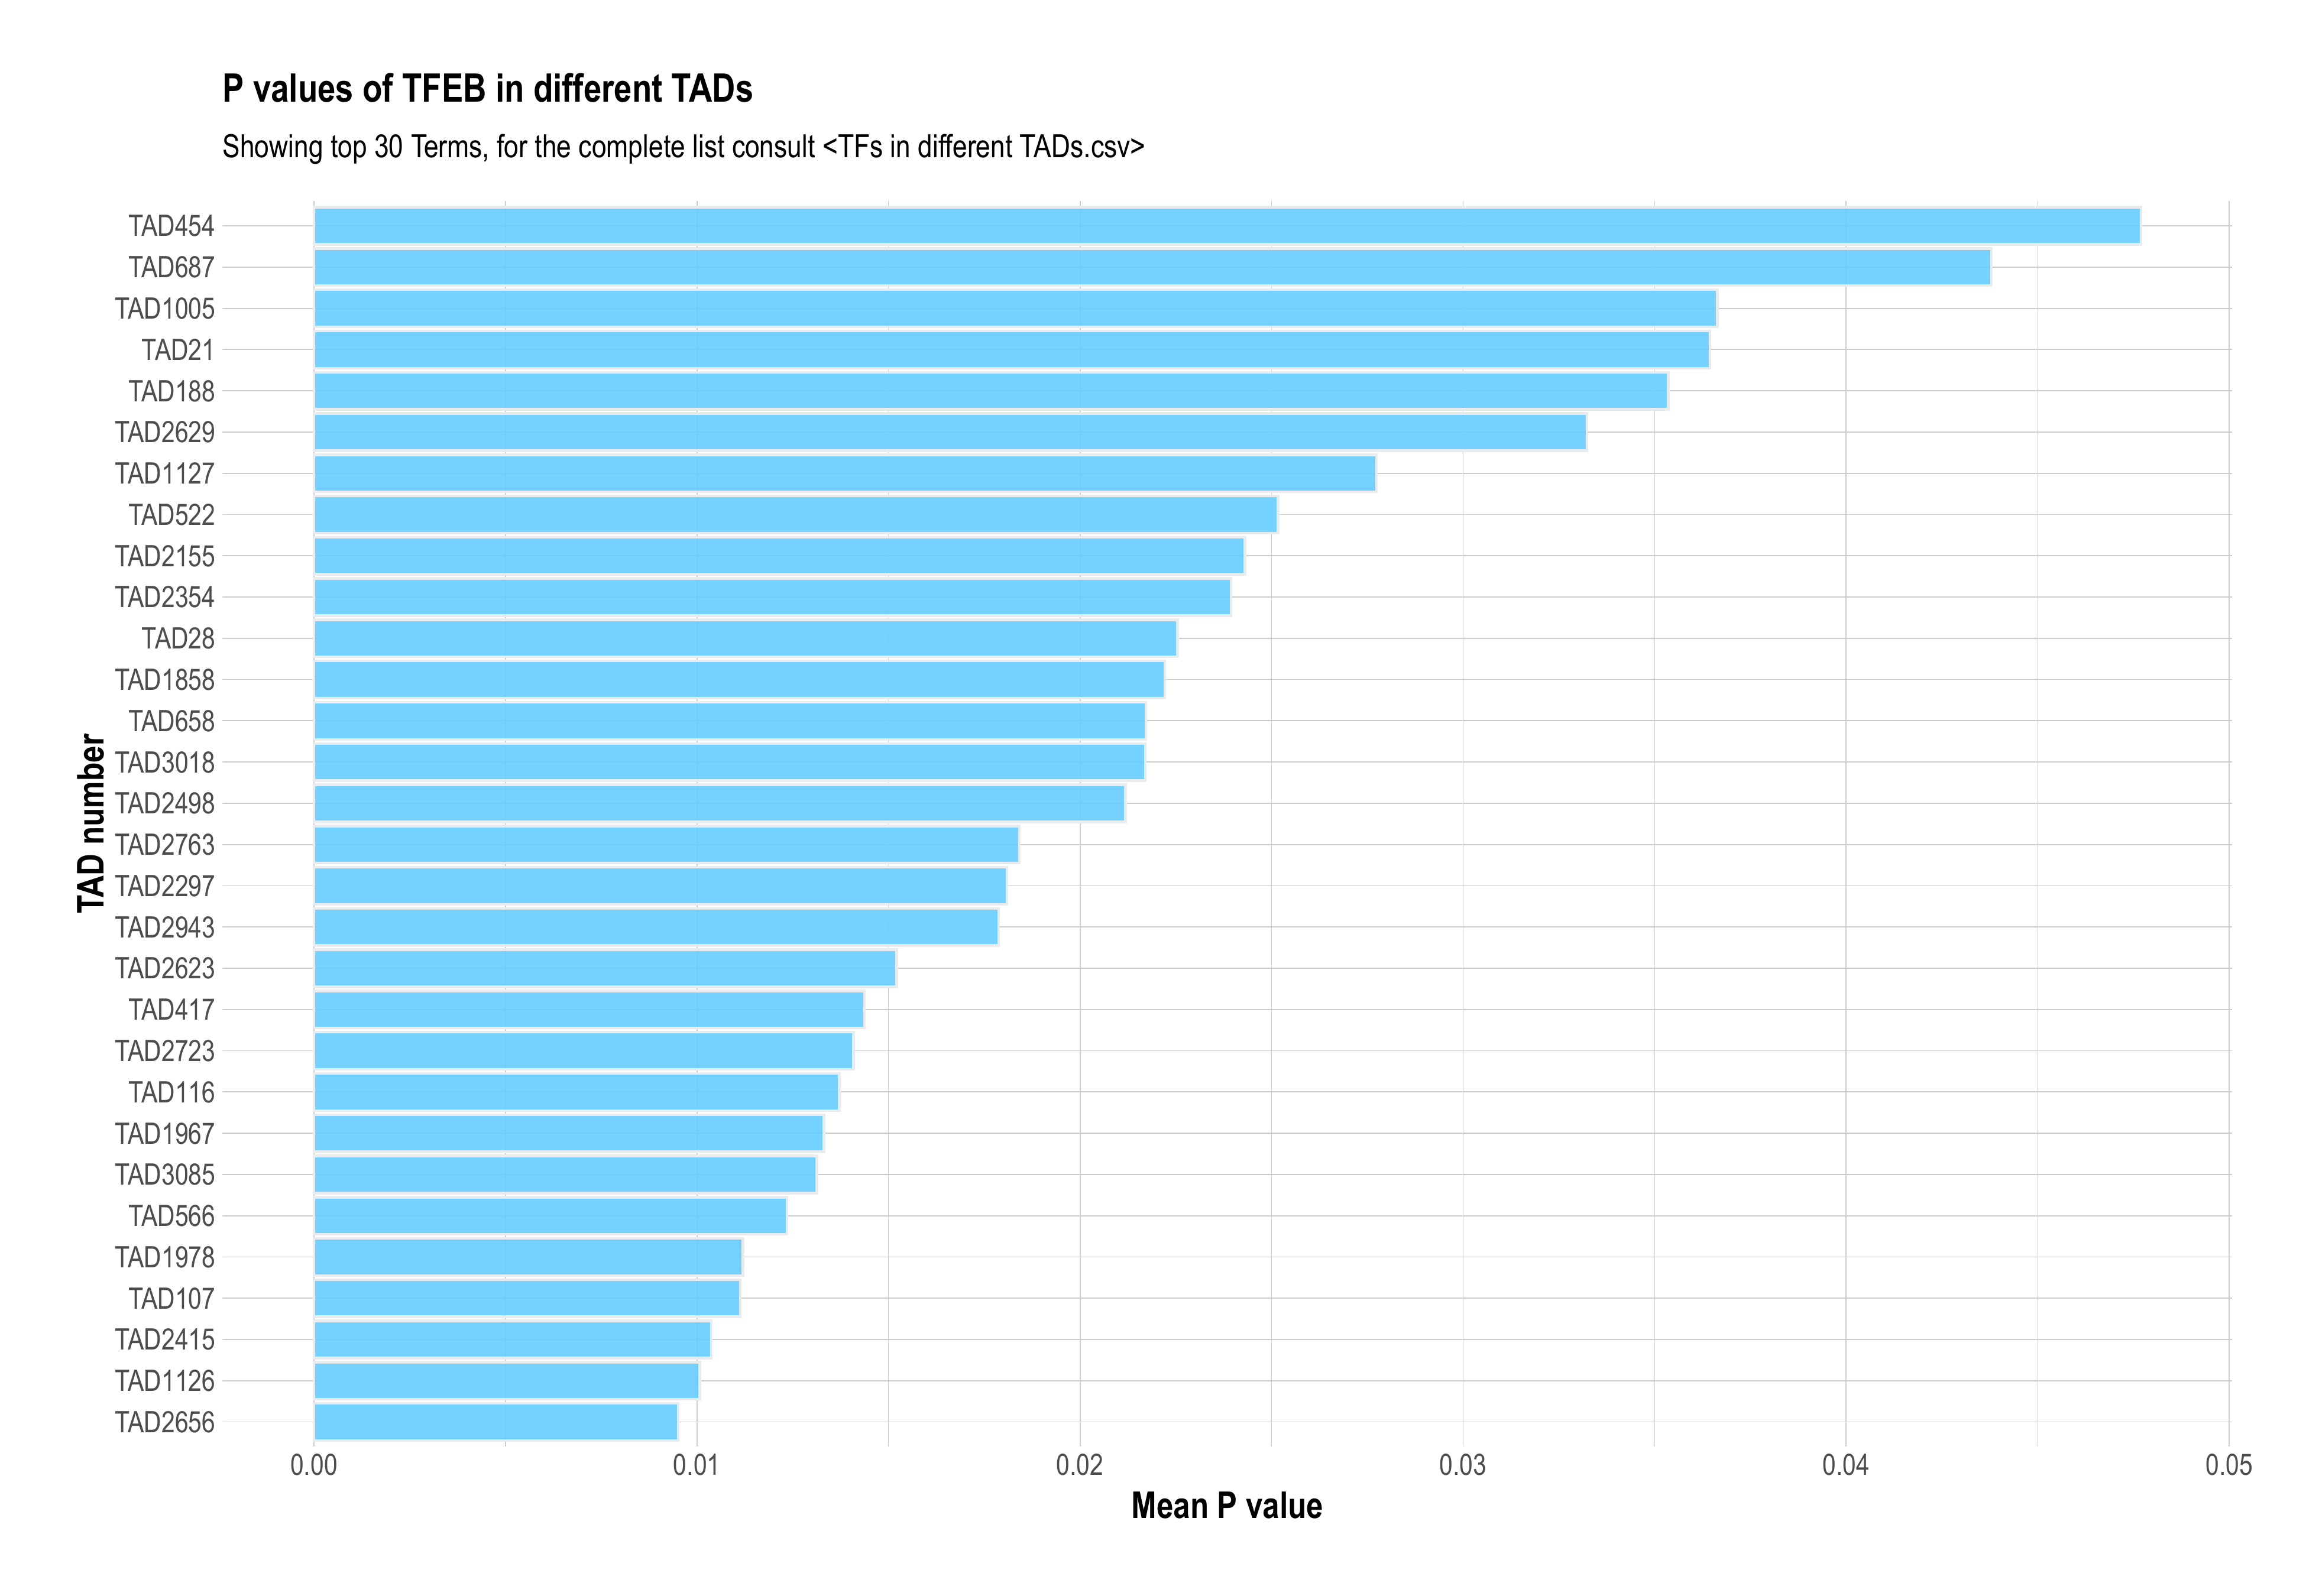 P values of TFEB in different TADs
Showing top 30 Terms, for the complete list consult <TFs in different TADs.csv>
TAD number
TAD454
TAD687
TAD1005
TAD21
TAD188
TAD2629
TAD1127
TAD522
TAD2155
TAD2354
TAD28
TAD1858
TAD658
TAD3018
TAD2498
TAD2763
TAD2297
TAD2943
TAD2623
TAD417
TAD2723
TAD116
TAD1967
TAD3085
TAD566
TAD1978
TAD107
TAD2415
TAD1126
TAD2656
0.00 0.01 0.02 0.03 0.04 0.05
Mean P value